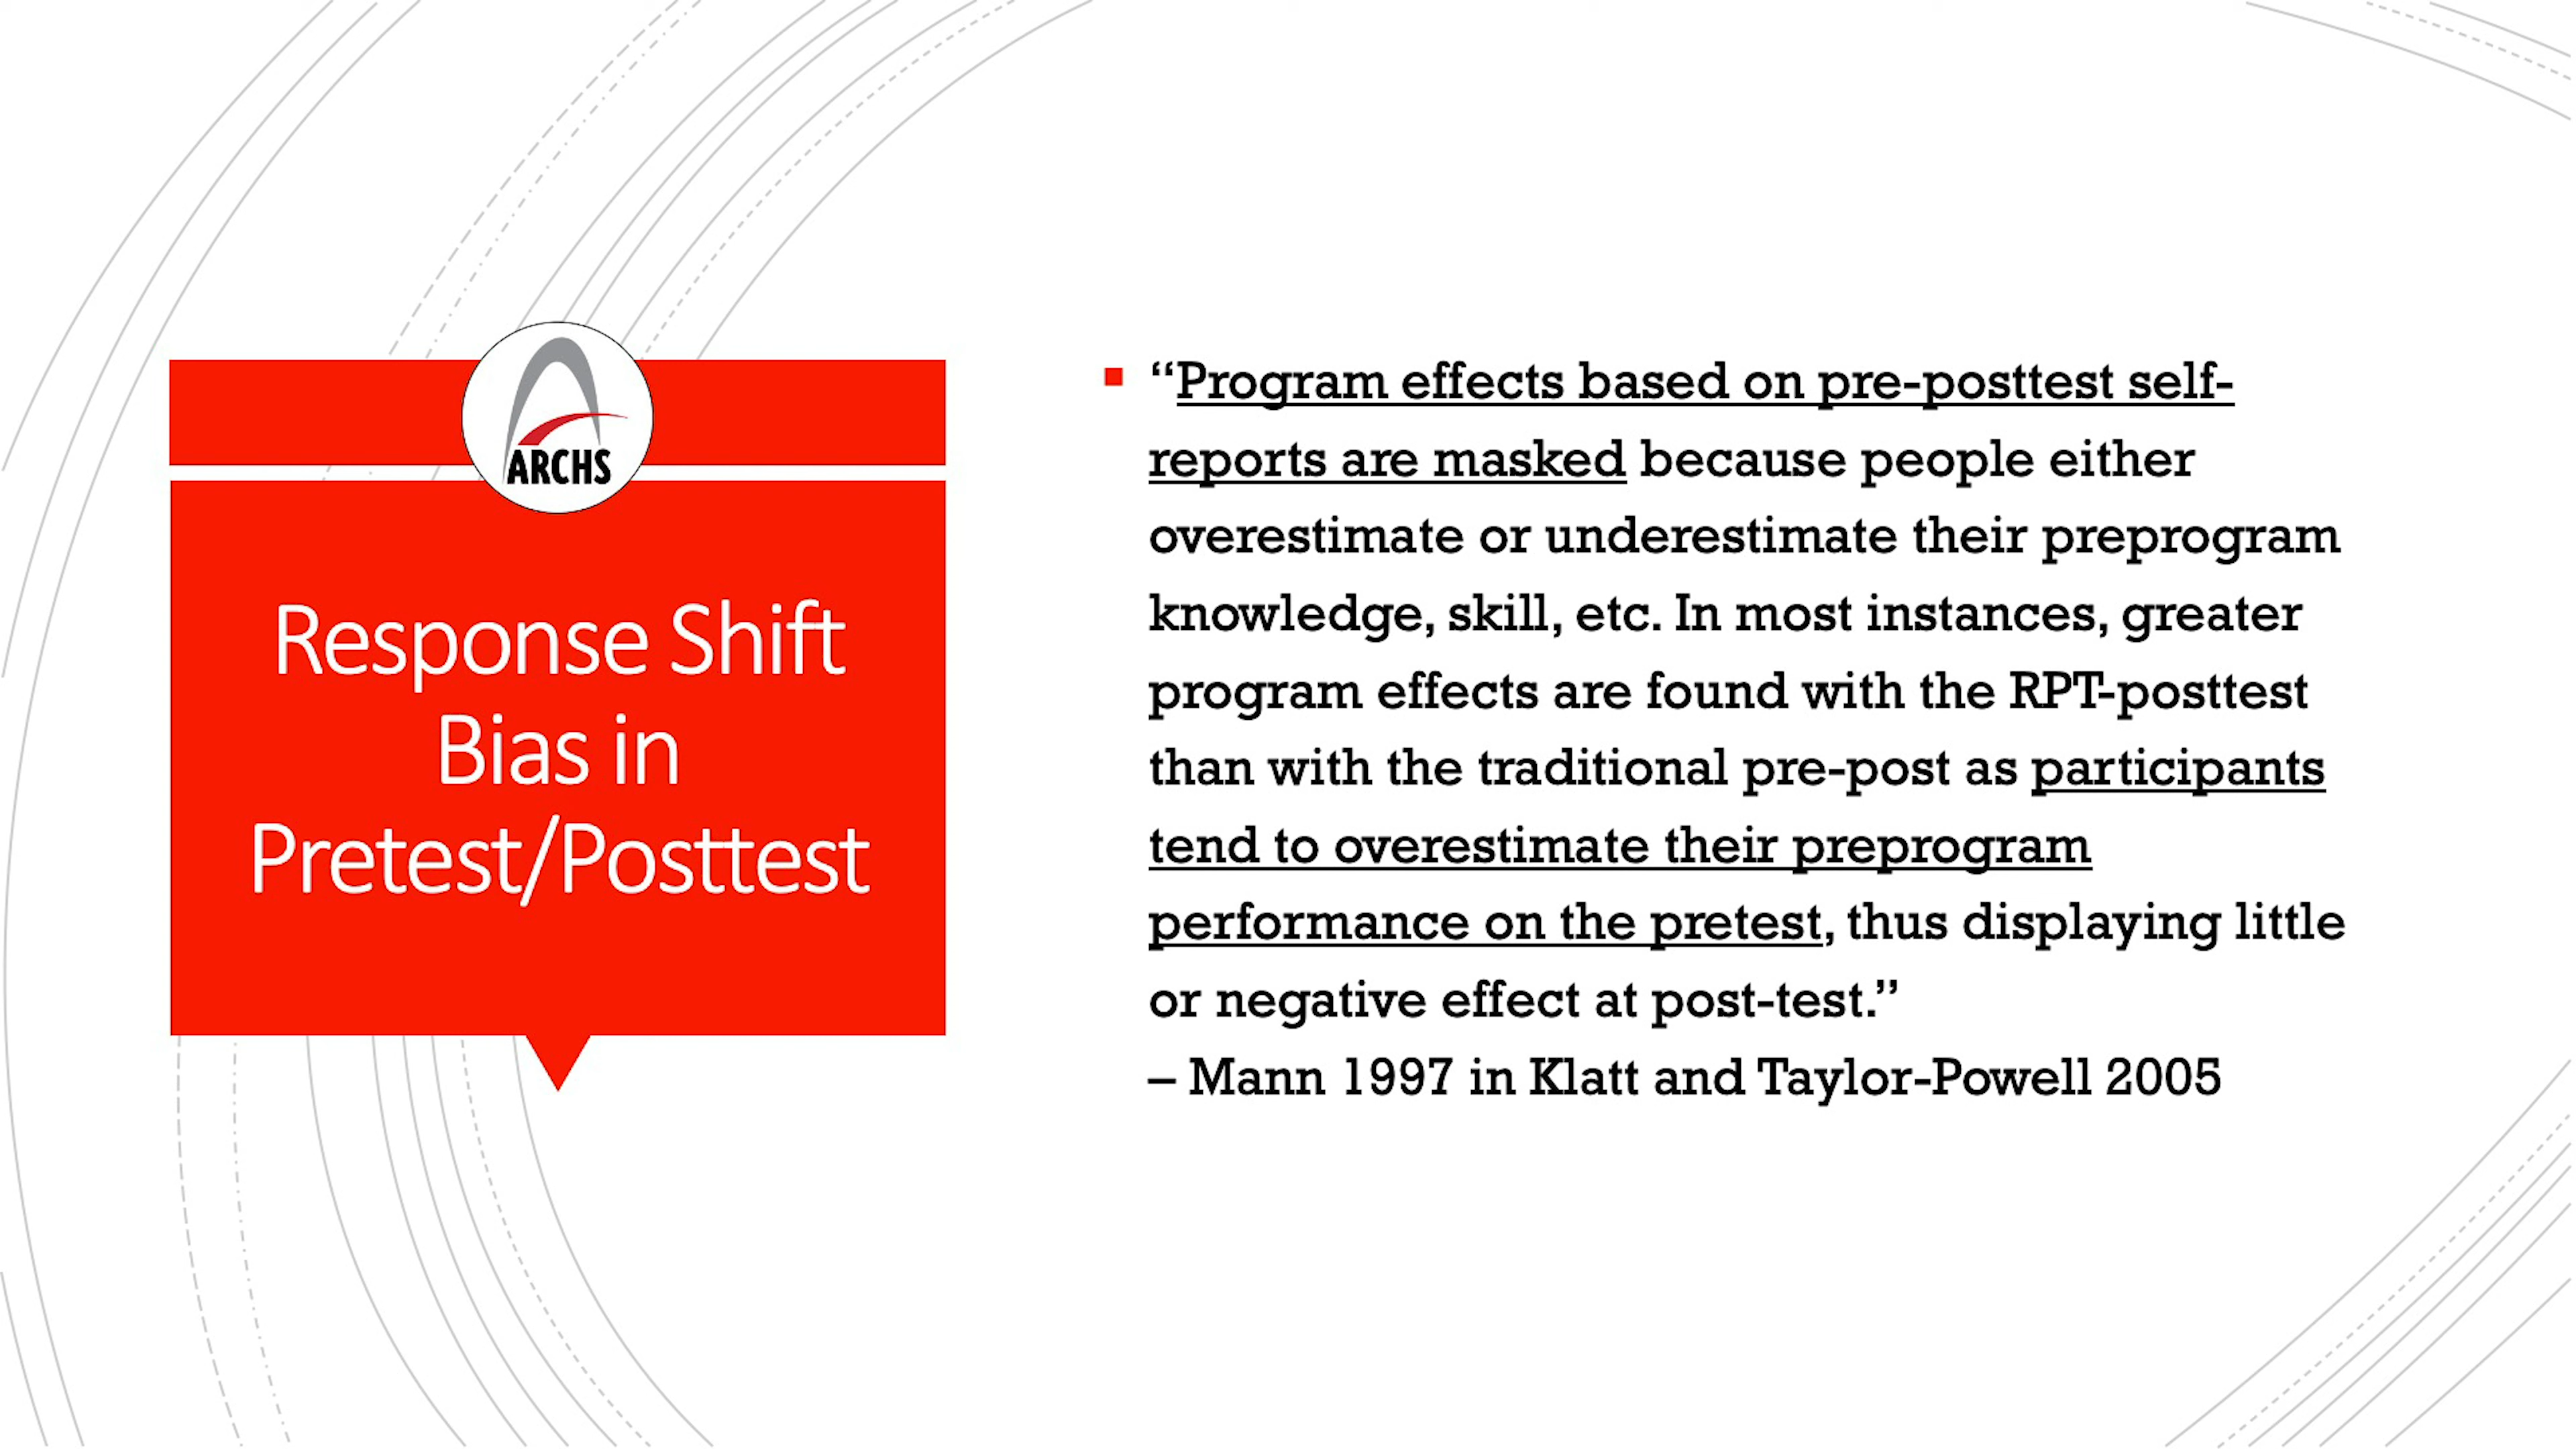 ARCHS
Response Shift
Bias in
Pretest/Posttest
▪ “Program effects based on pre-posttest self-
reports are masked because people either
overestimate or underestimate their preprogram
knowledge, skill, etc. In most instances, greater
program effects are found with the RPT-posttest
than with the traditional pre-post as participants
tend to overestimate their preprogram
performance on the pretest, thus displaying little
or negative effect at post-test.”
– Mann 1997 in Klatt and Taylor-Powell 2005